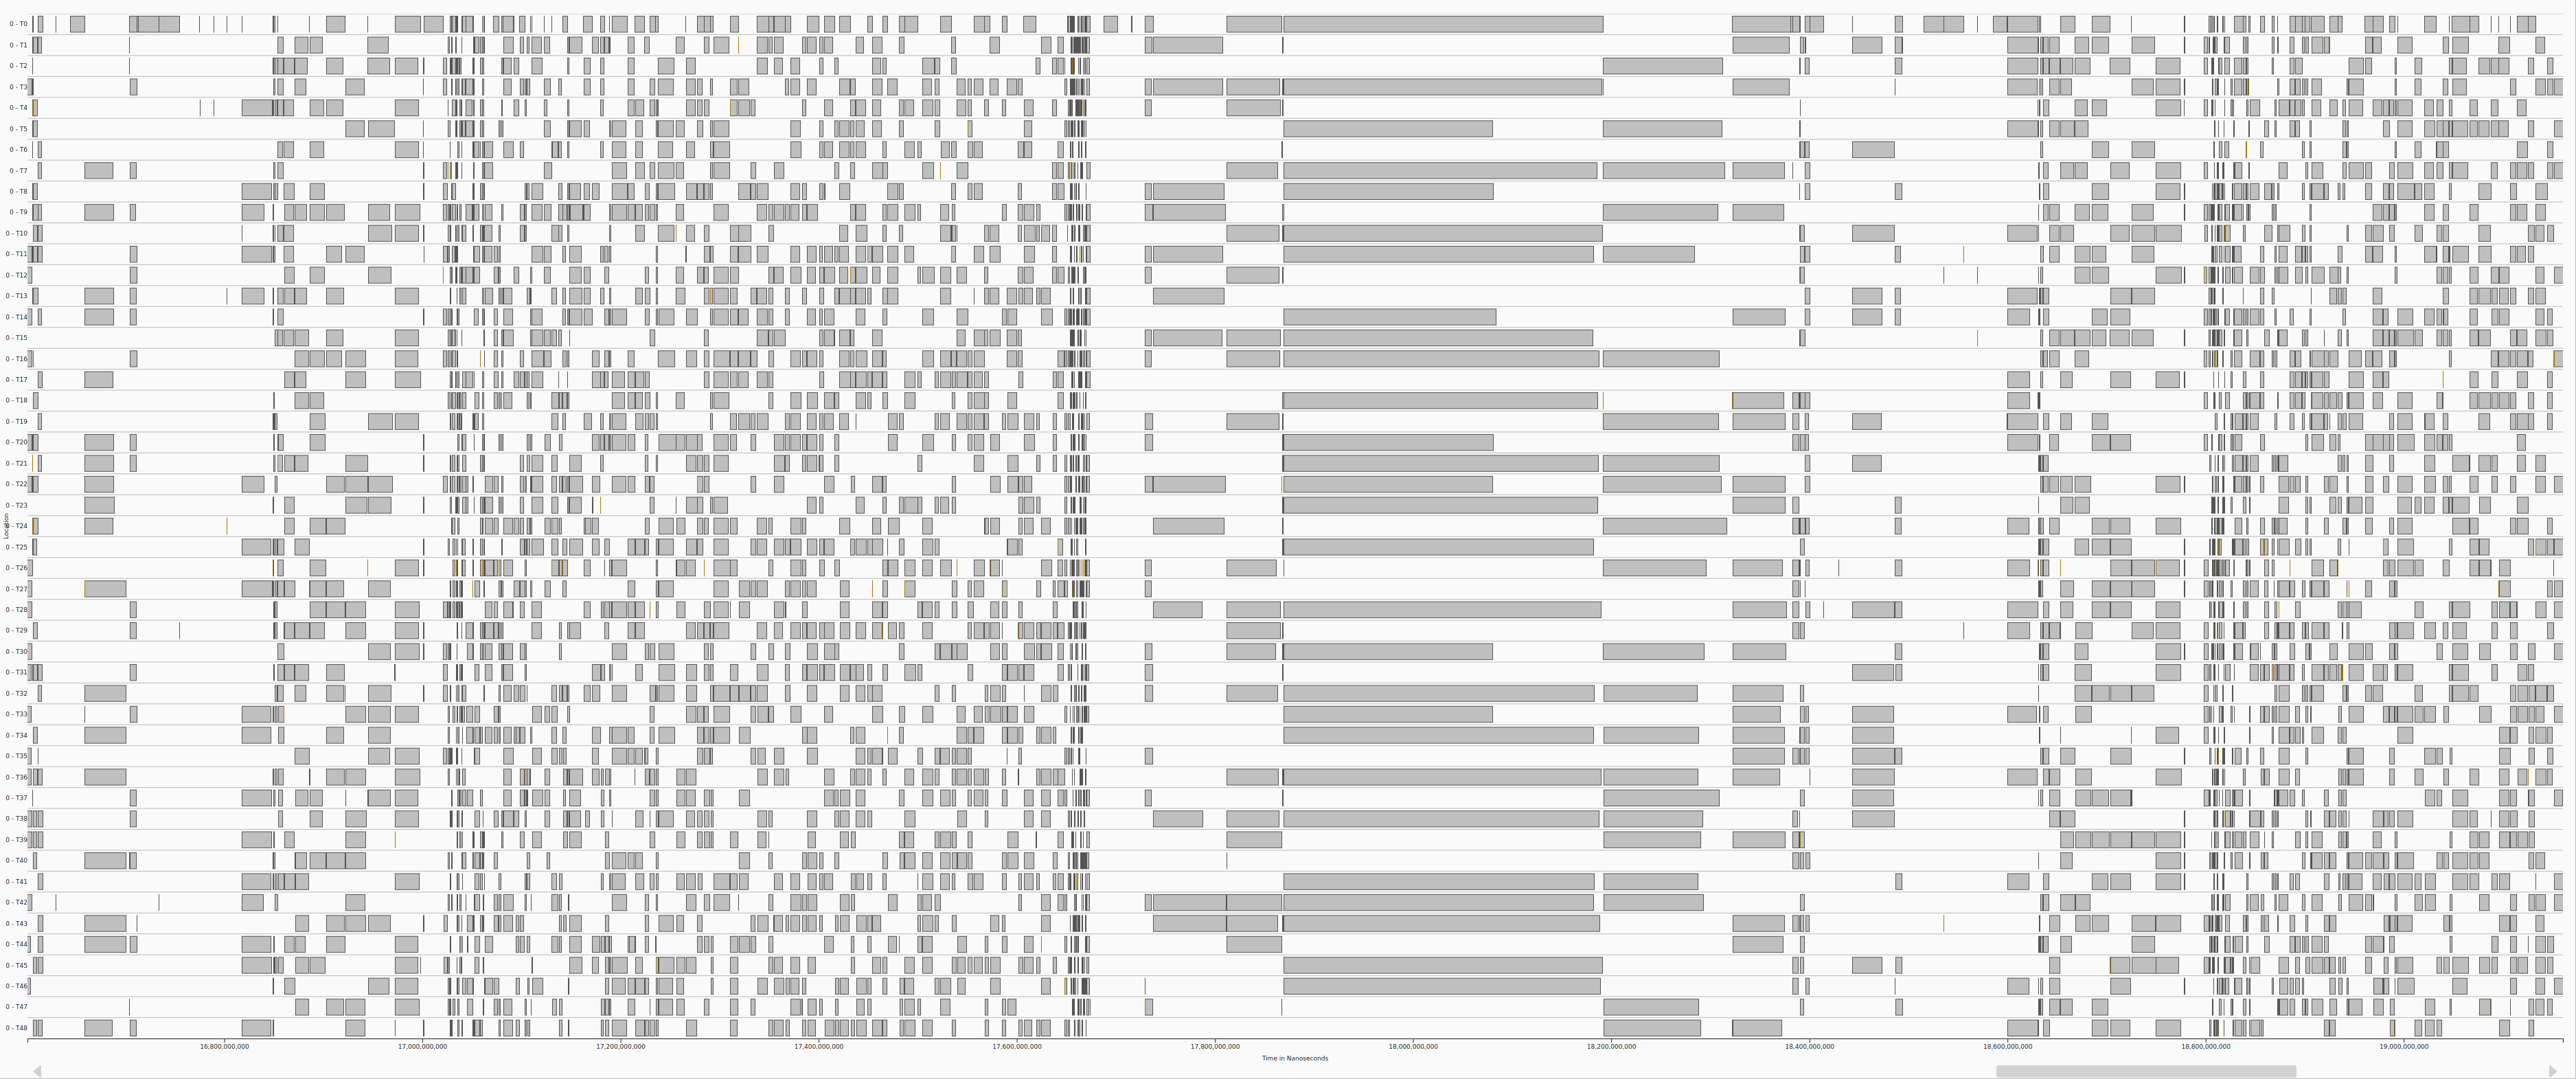 0 - T0
0 - T1
0 - T2
0 - T3
0 - T4
0 - T5
0 - T6
0 - T7
0 - T8
0 - T9
0 - T10
0 - T11
0 - T12
0 - T13
0 - T14
0 - T15
0 - T16
0 - T17
0 - T18
0 - T19
0 - T20
0 - T21
0 - T22
0 - T23
Location
0 - T24
0 - T25
0 - T26
0 - T27
0 - T28
0 - T29
0 - T30
0 - T31
0 - T32
0 - T33
0 - T34
0 - T35
0 - T36
0 - T37
0 - T38
0 - T39
0 - T40
0 - T41
0 - T42
0 - T43
0 - T44
0 - T45
0 - T46
0 - T47
0 - T48
16,800,000,000 17,000,000,000 17,200,000,000 17,400,000,000 17,600,000,000 17,800,000,000 18,000,000,000 18,200,000,000 18,400,000,000 18,600,000,000 18,800,000,000 19,000,000,000
Time in Nanoseconds